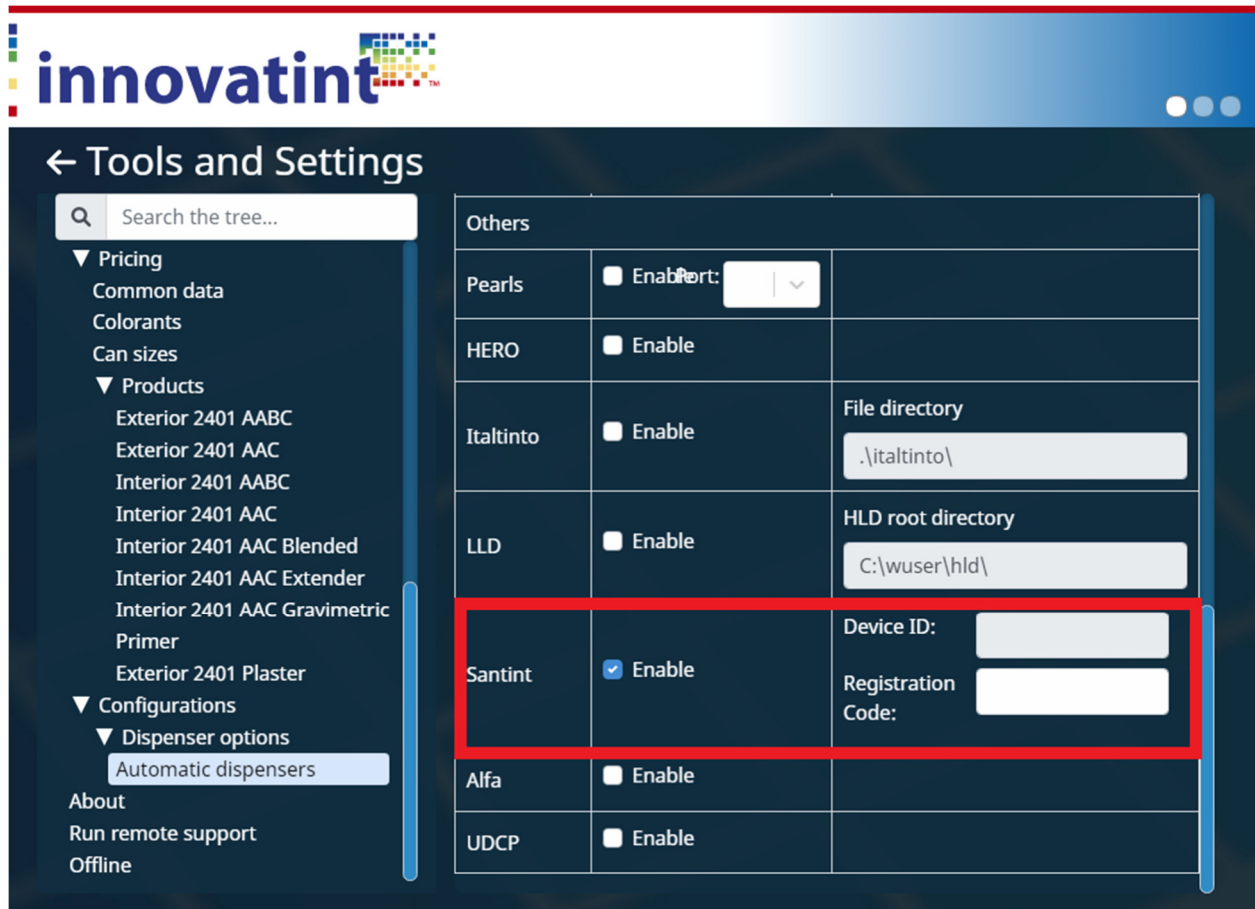 innovatint™
← Tools and Settings
Search the tree...
▼ Pricing
Common data
Colorants
Can sizes
▼ Products
Exterior 2401 AABC
Exterior 2401 AAC
Interior 2401 AABC
Interior 2401 AAC
Interior 2401 AAC Blended
Interior 2401 AAC Extender
Interior 2401 AAC Gravimetric
Primer
Exterior 2401 Plaster
▼ Configurations
▼ Dispenser options
Automatic dispensers
About
Run remote support
Offline
Others
Pearls Enable Port:
HERO Enable
File directory
Italtinto Enable
.\italtinto\
HLD root directory
LLD Enable
C:\wuser\hld\
Device ID:
Santint Enable
Registration
Code:
Alfa Enable
UDCP Enable